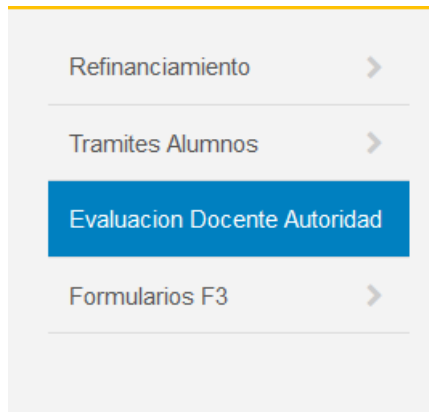 Refinanciamiento
Tramites Alumnos
Evaluacion Docente Autoridad
Formularios F3